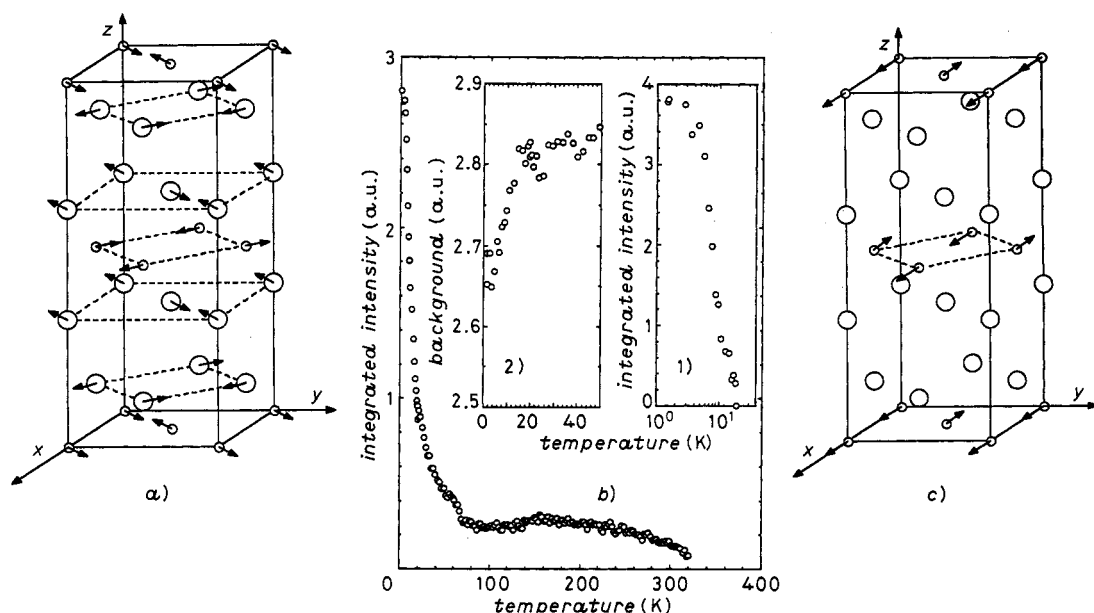 z
y
x
a)
integrated intensity (a.u.)
3
2
1
0
100
200
300
400
temperature (K)
b)
background (a.u.)
2.9
2.8
2.7
2.6
2.5
0
20
40
temperature (K)
2)
integrated intensity (a.u.)
4
3
2
1
0
10⁰
10¹
1)
z
y
x
c)